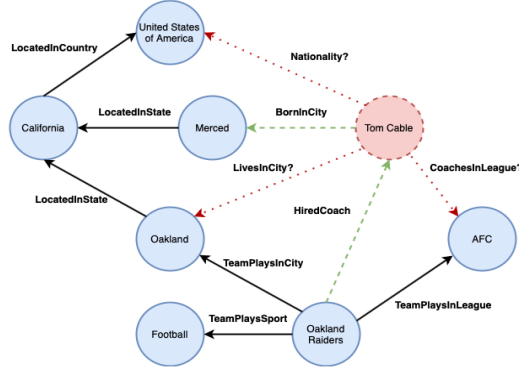 United States
of America
LocatedInCountry
Nationality?
LocatedInState
BornInCity
California
Merced
Tom Cable
LivesInCity?
CoachesInLeague?
LocatedInState
HiredCoach
Oakland
AFC
TeamPlaysInCity
TeamPlaysInLeague
TeamPlaysSport
Football
Oakland
Raiders